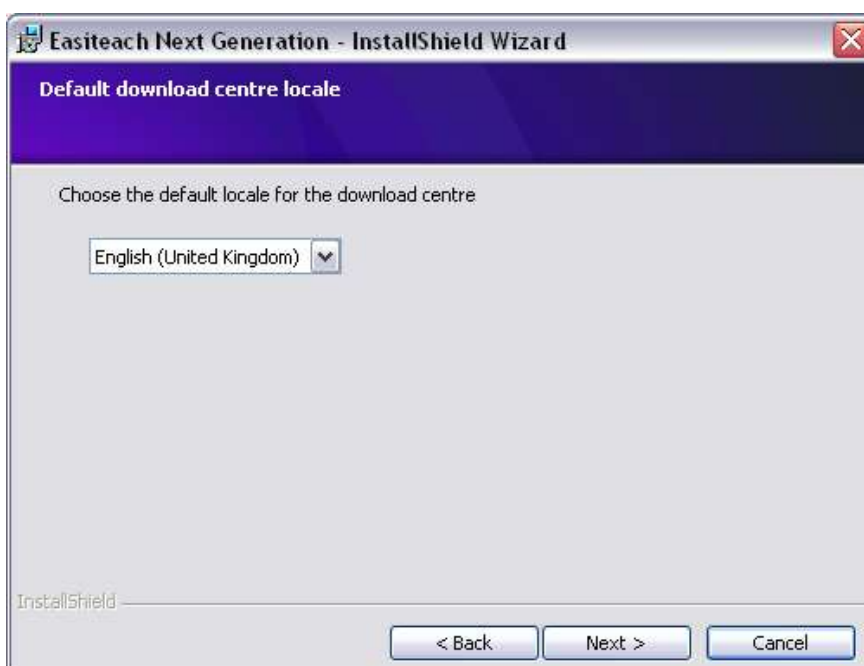 Easiteach Next Generation - InstallShield Wizard
Default download centre locale
Choose the default locale for the download centre
English (United Kingdom)
InstallShield
< Back Next > Cancel